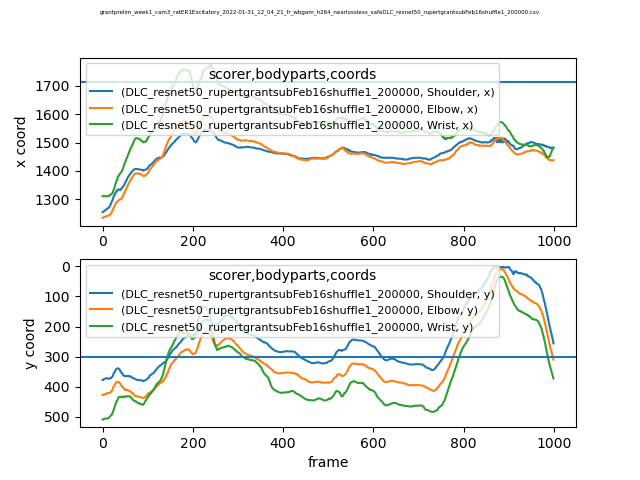 grantprelim_week1_cam3_ratER1Excitatory_2022-01-31_12_04_21_fr_wbgam_h264_nearlossless_safeDLC_resnet50_rupertgrantsubFeb16shuffle1_200000.csv
scorer,bodyparts,coords
(DLC_resnet50_rupertgrantsubFeb16shuffle1_200000, Shoulder, x)
(DLC_resnet50_rupertgrantsubFeb16shuffle1_200000, Elbow, x)
(DLC_resnet50_rupertgrantsubFeb16shuffle1_200000, Wrist, x)
x coord
1700
1600
1500
1400
1300
0 200 400 600 800 1000
scorer,bodyparts,coords
(DLC_resnet50_rupertgrantsubFeb16shuffle1_200000, Shoulder, y)
(DLC_resnet50_rupertgrantsubFeb16shuffle1_200000, Elbow, y)
(DLC_resnet50_rupertgrantsubFeb16shuffle1_200000, Wrist, y)
y coord
0
100
200
300
400
500
0 200 400 600 800 1000
frame